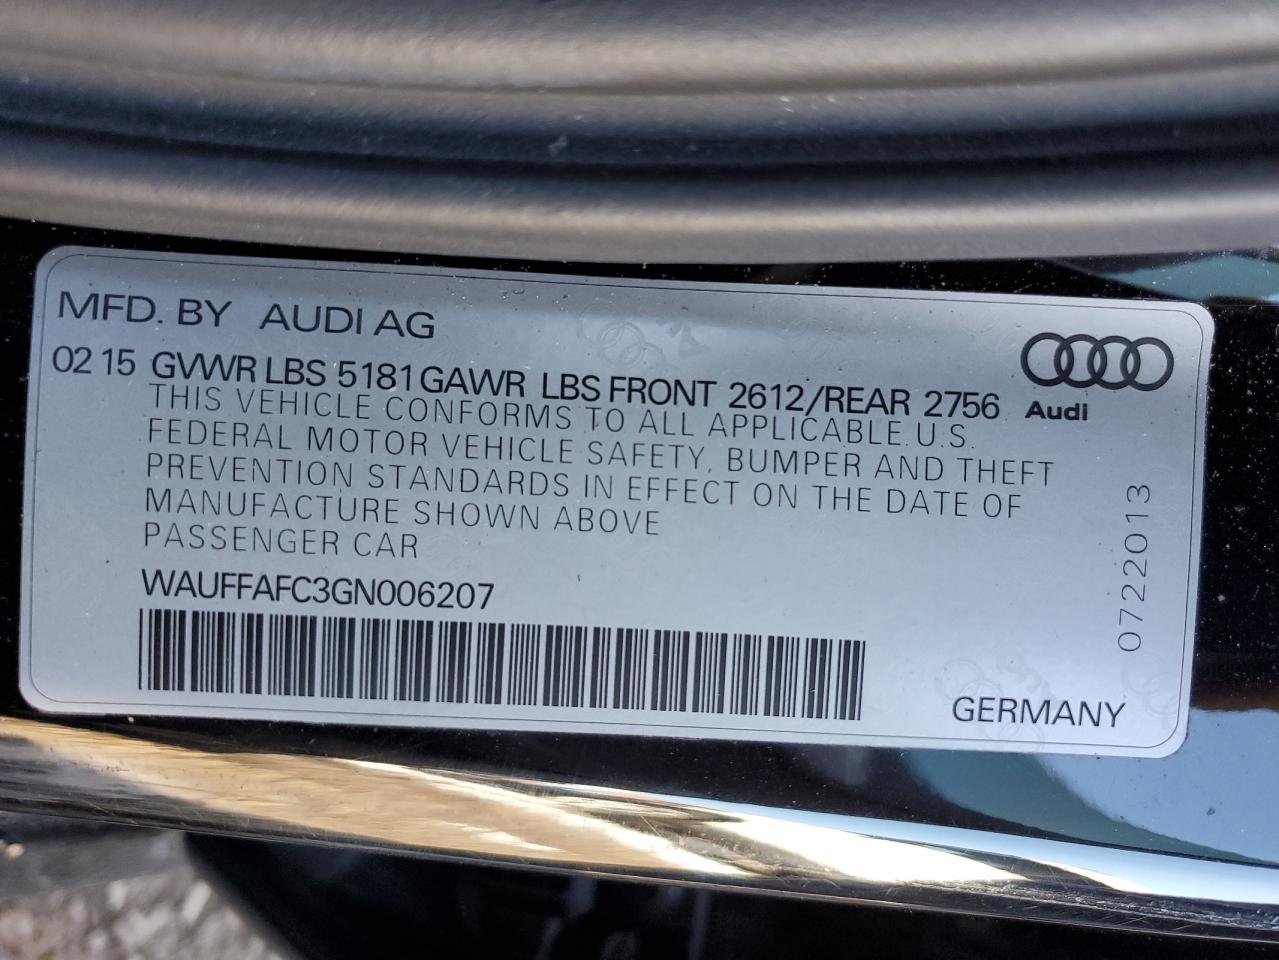 MFD. BY AUDI AG
02 15 GVWR LBS 5181 GAWR LBS FRONT 2612/REAR 2756
Audi
THIS VEHICLE CONFORMS TO ALL APPLICABLE U.S.
FEDERAL MOTOR VEHICLE SAFETY, BUMPER AND THEFT
PREVENTION STANDARDS IN EFFECT ON THE DATE OF
MANUFACTURE SHOWN ABOVE
PASSENGER CAR
WAUFFAFC3GN006207
GERMANY
0722013